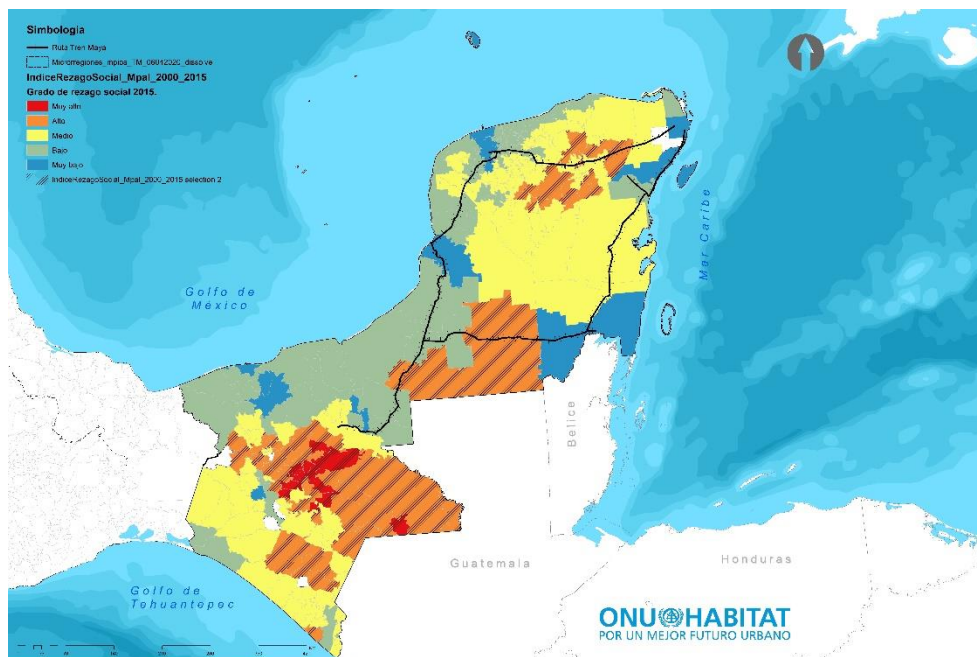 Simbología
Ruta Tren Maya
Microrregiones_mpios_TM_06012020_dissolve
IndiceRezagoSocial_Mpal_2000_2015
Grado de rezago social 2015.
Muy alto
Alto
Medio
Bajo
Muy bajo
IndiceRezagoSocial_Mpal_2000_2015 selection 2
Golfo de
México
Mar Caribe
Belice
Guatemala
Honduras
Golfo de
Tehuantepec
ONU HABITAT
POR UN MEJOR FUTURO URBANO